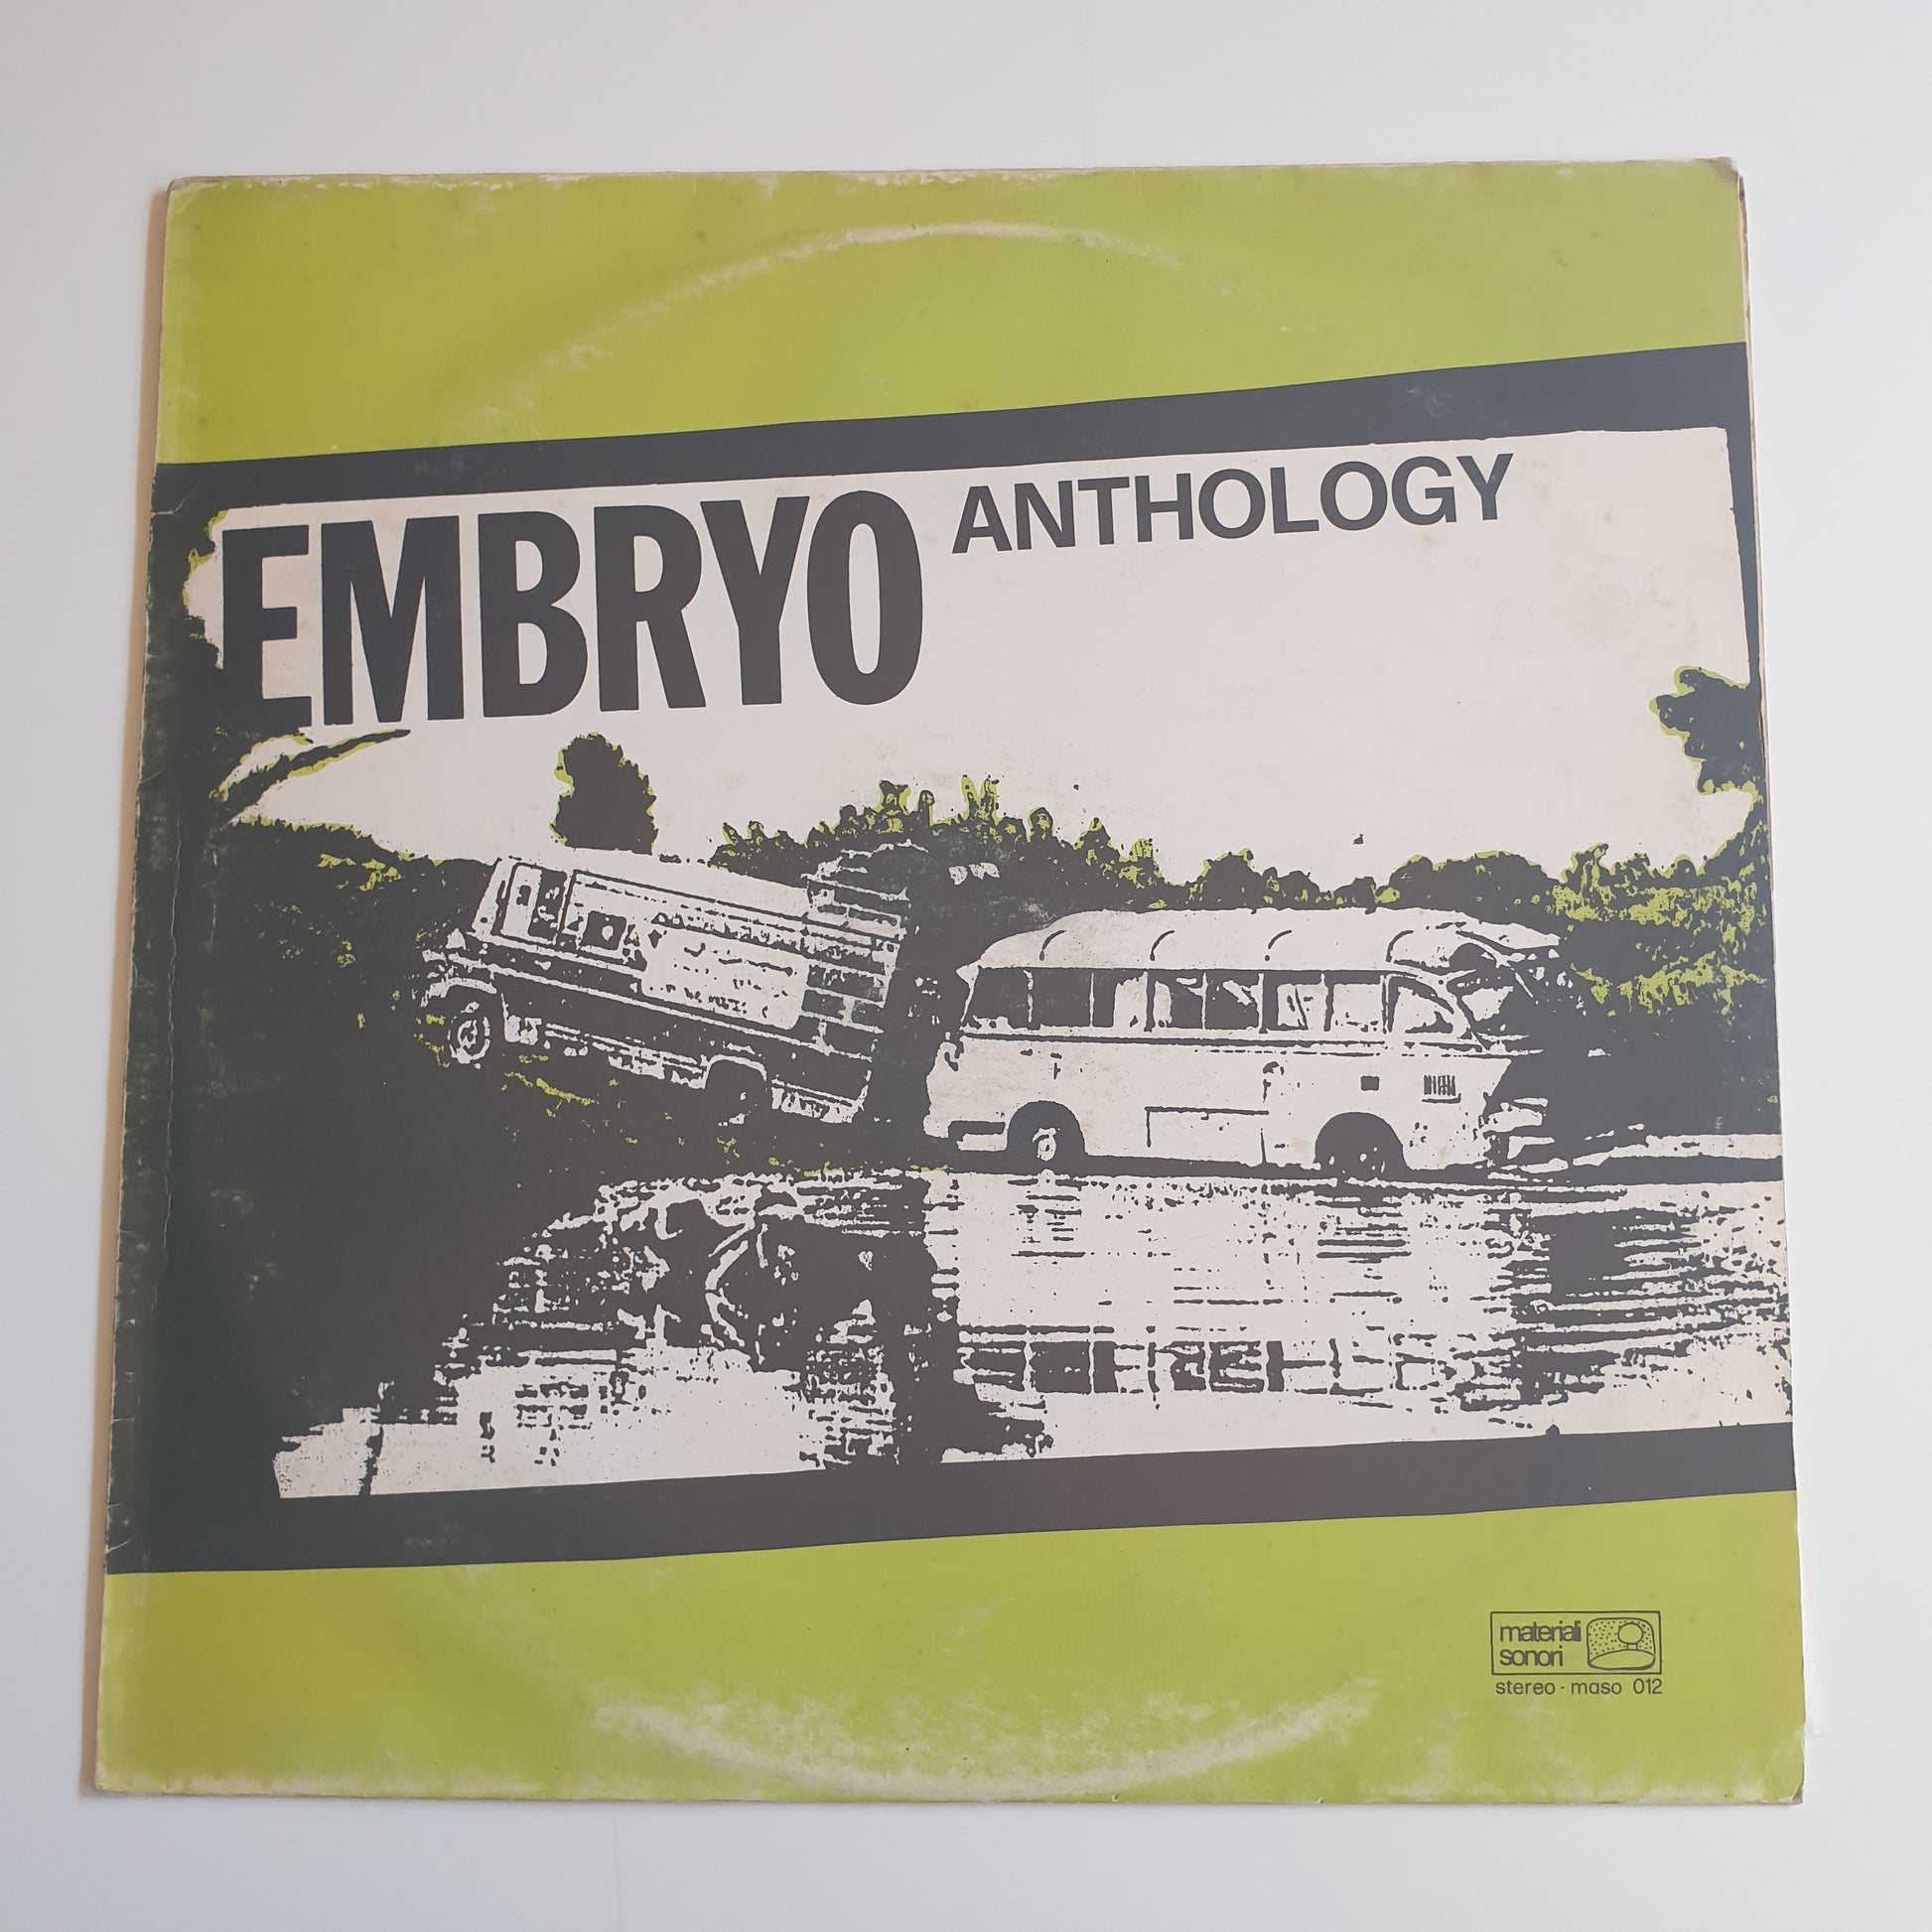 EMBRYO ANTHOLOGY
materiali
sonori
stereo · maso 012